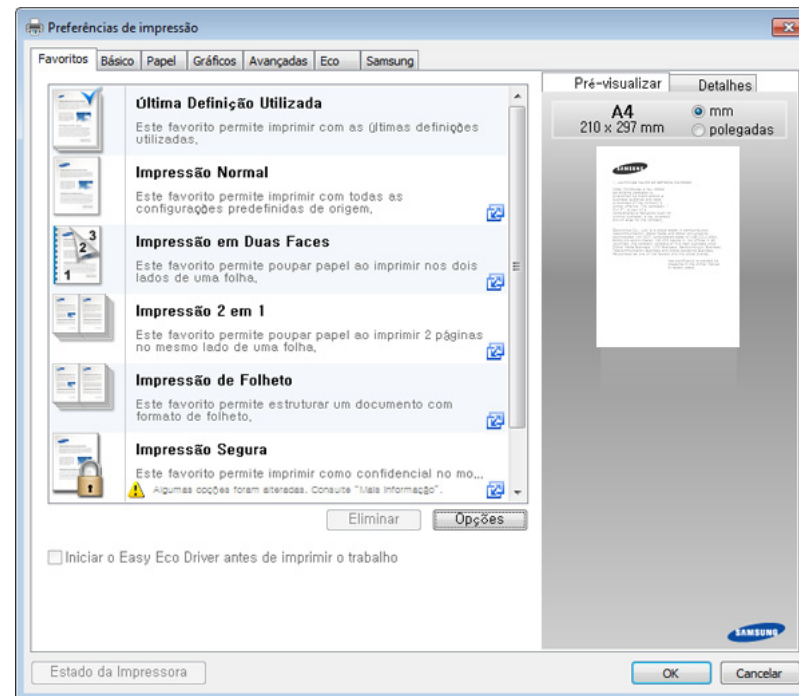 Preferências de impressão
Favoritos Básico Papel Gráficos Avançadas Eco Samsung
Última Definição Utilizada
Este favorito permite imprimir com as últimas definições
utilizadas.
Impressão Normal
Este favorito permite imprimir com todas as
configurações predefinidas de origem.
3
2
1
Impressão em Duas Faces
Este favorito permite poupar papel ao imprimir nos dois
lados de uma folha.
Impressão 2 em 1
Este favorito permite poupar papel ao imprimir 2 páginas
no mesmo lado de uma folha.
Impressão de Folheto
Este favorito permite estruturar um documento com
formato de folheto.
Impressão Segura
Este favorito permite imprimir como confidencial no mo...
Algumas opções foram alteradas. Consulte "Mais Informação".
Eliminar Opções
Iniciar o Easy Eco Driver antes de imprimir o trabalho
Pré-visualizar Detalhes
A4
210 x 297 mm
mm
polegadas
SAMSUNG
SAMSUNG
Estado da Impressora
OK Cancelar